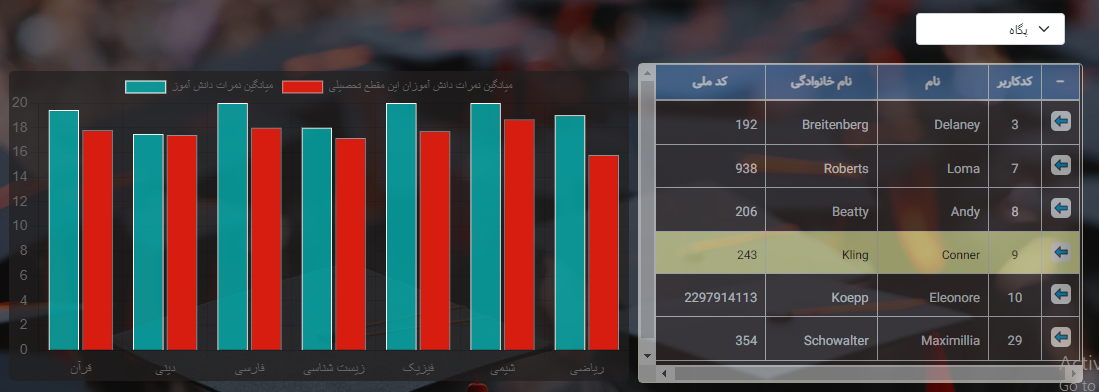 پگاه
میانگین نمرات دانش آموز میانگین نمرات دانش آموزان این مقطع تحصیلی
20
18
16
14
12
10
8
6
4
2
0
قرآن دینی فارسی زیست شناسی فیزیک شیمی ریاضی
– کدکاربر نام نام خانوادگی کد ملی
3 Delaney Breitenberg 192
7 Loma Roberts 938
8 Andy Beatty 206
9 Conner Kling 243
10 Eleonore Koepp 2297914113
29 Maximillia Schowalter 354
Activ
Go to